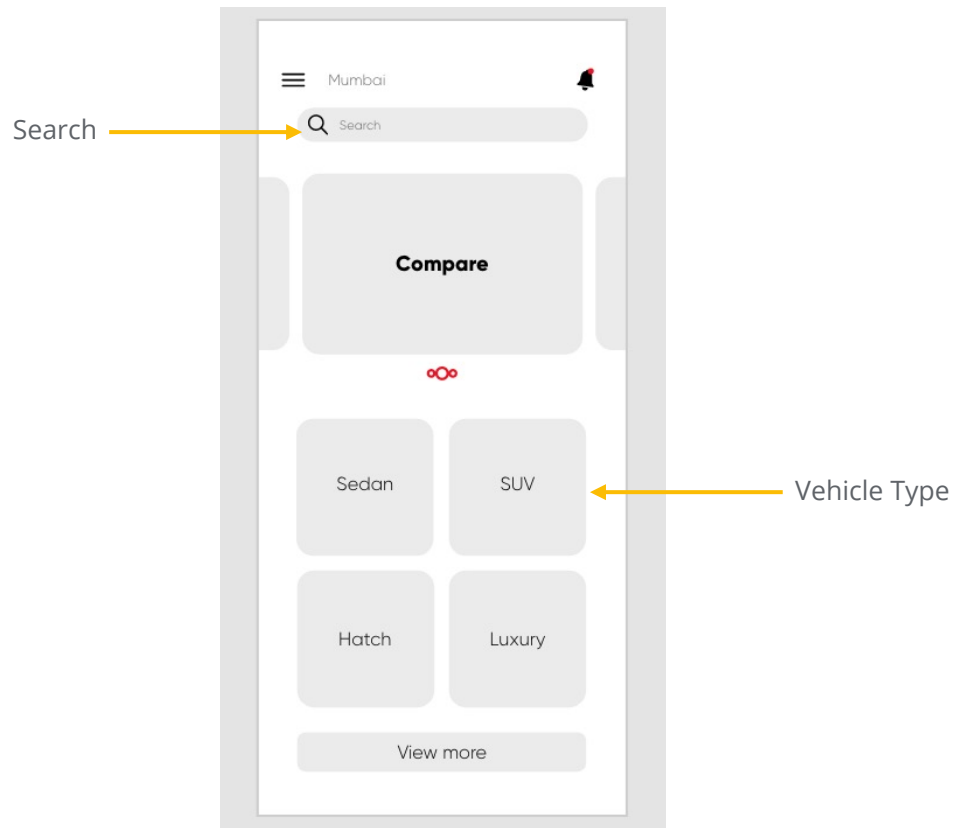 Mumbai
Search
Search
Compare
Sedan
SUV
Vehicle Type
Hatch
Luxury
View more